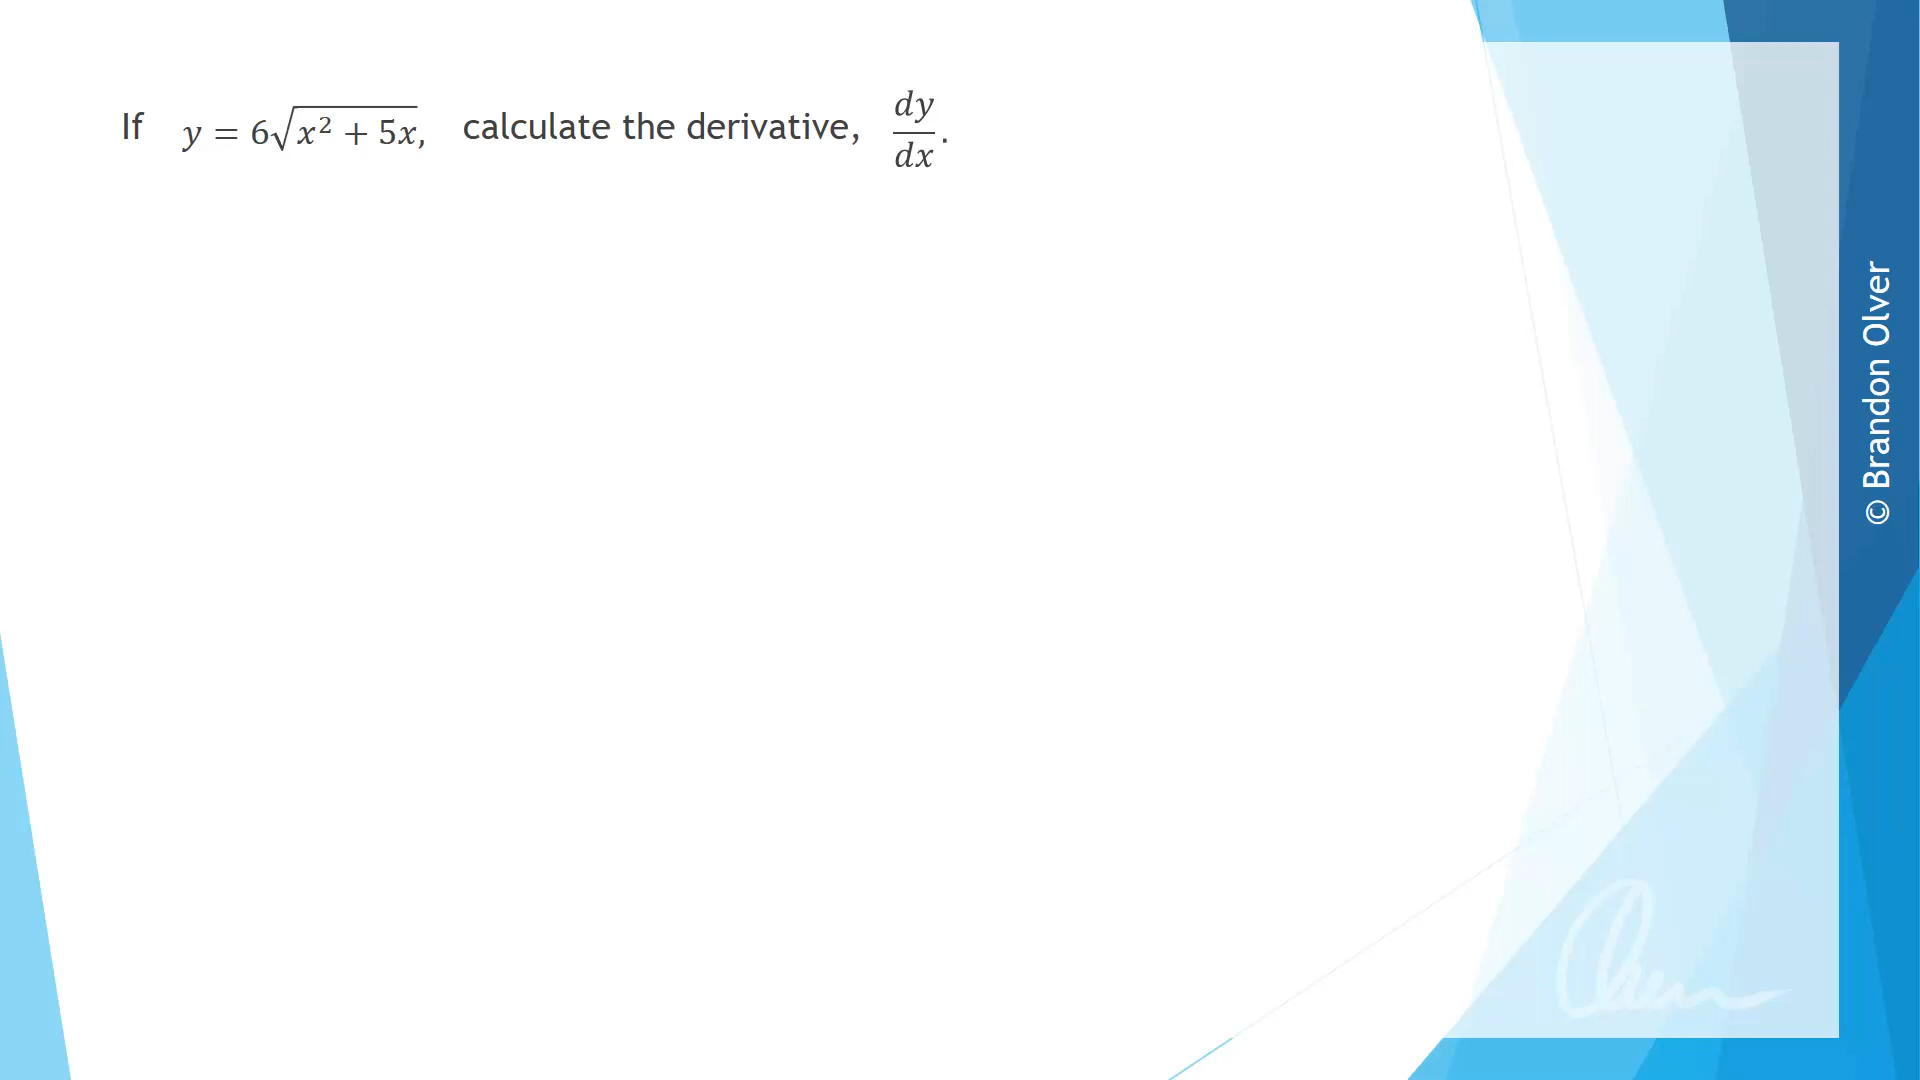 If y = 6√(x² + 5x), calculate the derivative, dy/dx.
© Brandon Olver